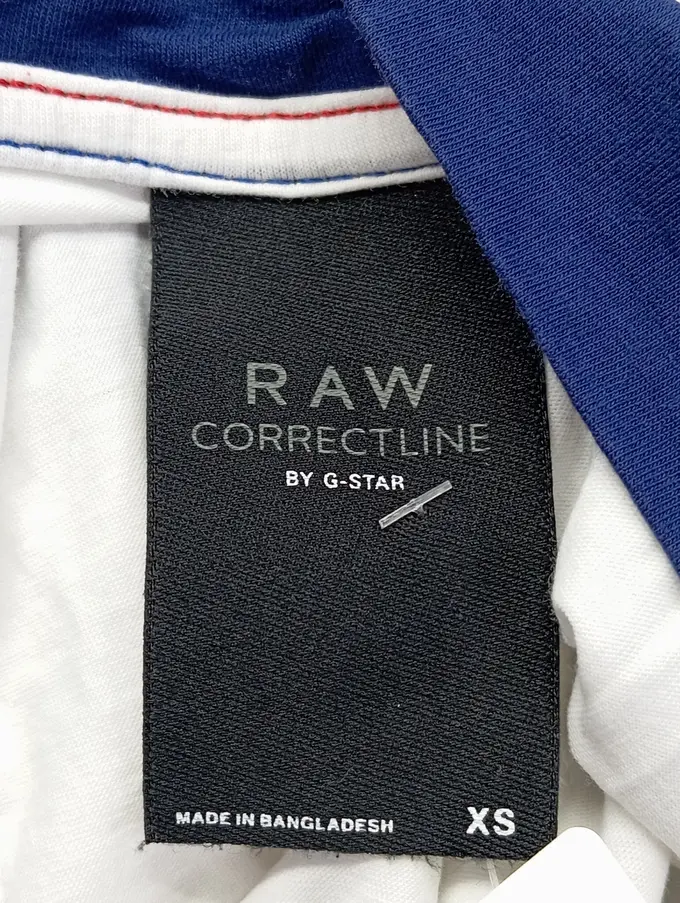 RAW
CORRECTLINE
BY G-STAR
MADE IN BANGLADESH XS